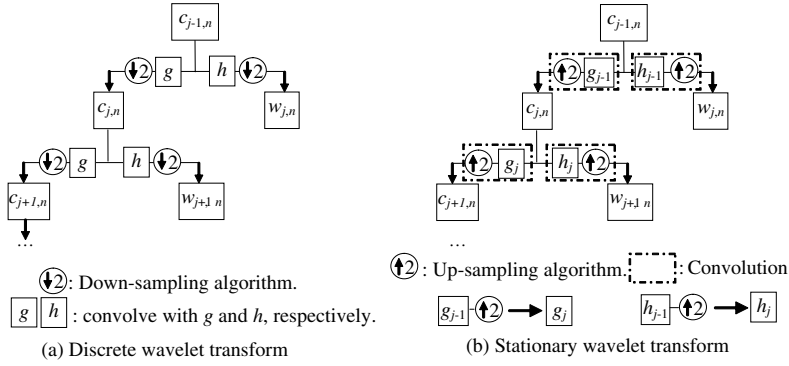 c_{j-1,n}
↓2 g h ↓2
c_{j,n} w_{j,n}
↓2 g h ↓2
c_{j+1,n} w_{j+1 n}
...
↓2 : Down-sampling algorithm.
g h : convolve with g and h, respectively.
(a) Discrete wavelet transform
c_{j-1,n}
↑2 g_{j-1} h_{j-1} ↑2
c_{j,n} w_{j,n}
↑2 g_j h_j ↑2
c_{j+1,n} w_{j+1 n}
...
↑2 : Up-sampling algorithm. : Convolution
g_{j-1} ↑2 → g_j h_{j-1} ↑2 → h_j
(b) Stationary wavelet transform